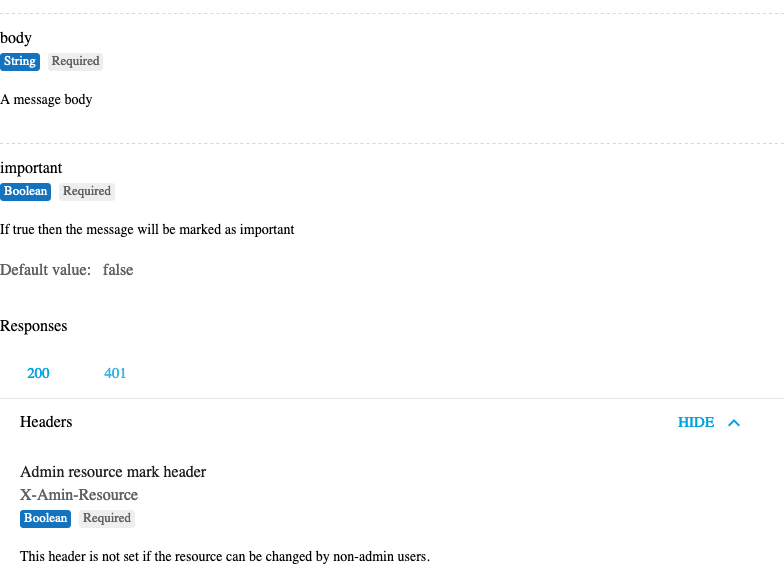 body
String Required
A message body
important
Boolean Required
If true then the message will be marked as important
Default value: false
Responses
200 401
Headers HIDE
Admin resource mark header
X-Amin-Resource
Boolean Required
This header is not set if the resource can be changed by non-admin users.